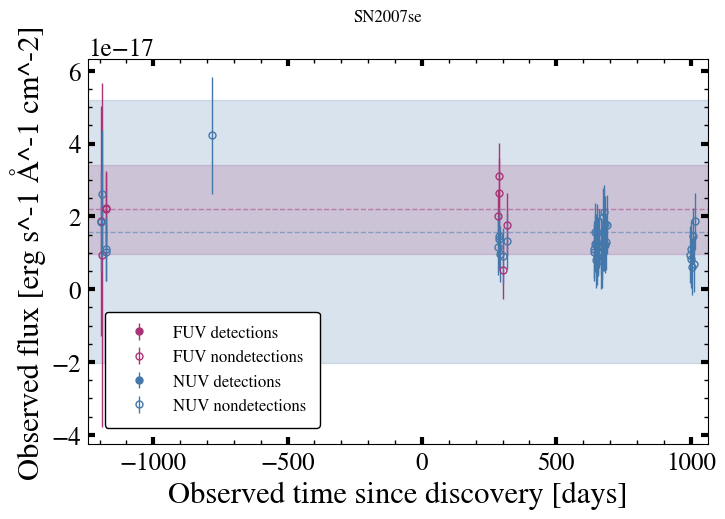 SN2007se
1e−17
6
4
2
0
−2
−4
Observed flux [erg s^-1 Å^-1 cm^-2]
FUV detections
FUV nondetections
NUV detections
NUV nondetections
−1000 −500 0 500 1000
Observed time since discovery [days]